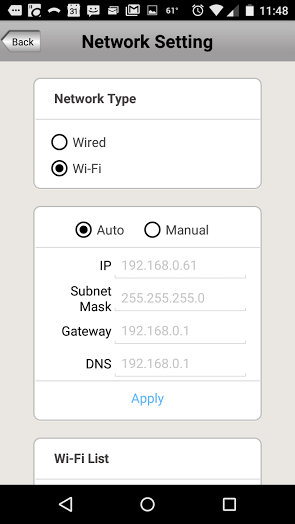 31 61° 11:48
Back Network Setting
Network Type
Wired
Wi-Fi
Auto Manual
IP 192.168.0.61
Subnet
Mask 255.255.255.0
Gateway 192.168.0.1
DNS 192.168.0.1
Apply
Wi-Fi List